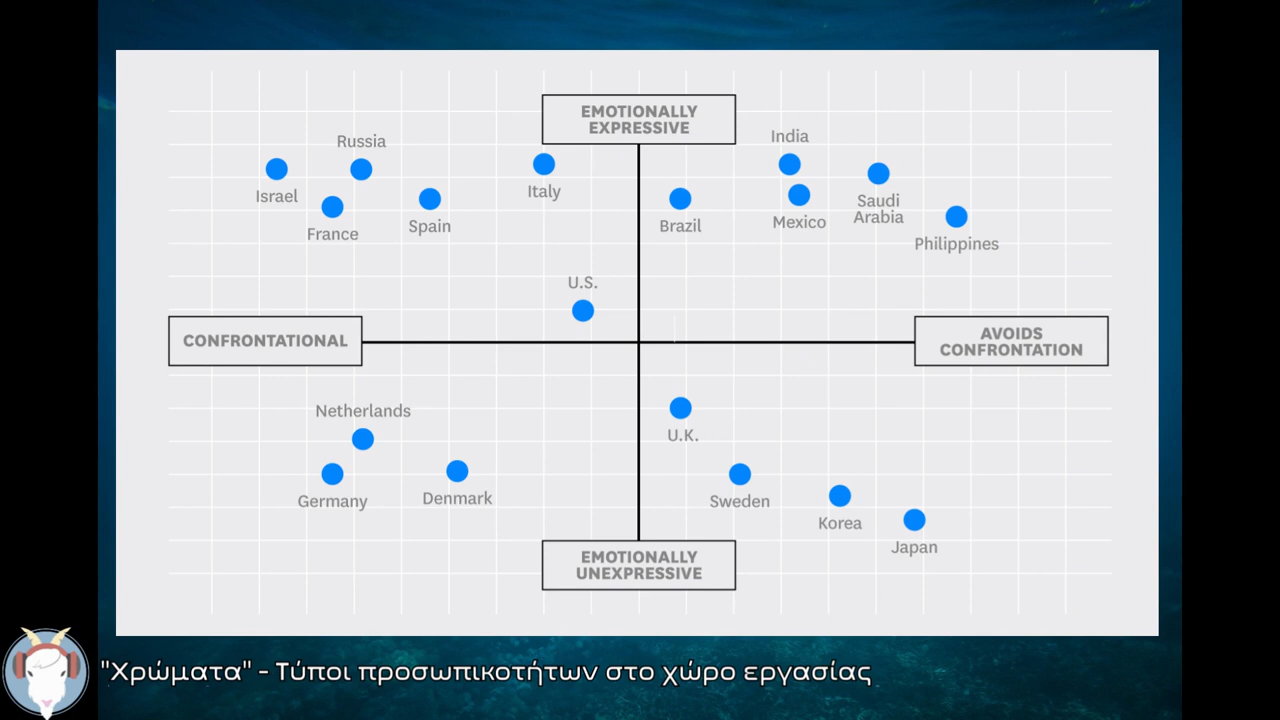 EMOTIONALLY
EXPRESSIVE
Russia
India
Israel
Italy
Saudi
Arabia
France
Spain
Brazil
Mexico
Philippines
U.S.
CONFRONTATIONAL
AVOIDS
CONFRONTATION
Netherlands
U.K.
Germany
Denmark
Sweden
Korea
Japan
EMOTIONALLY
UNEXPRESSIVE
"Χρώματα" - Τύποι προσωπικοτήτων στο χώρο εργασίας